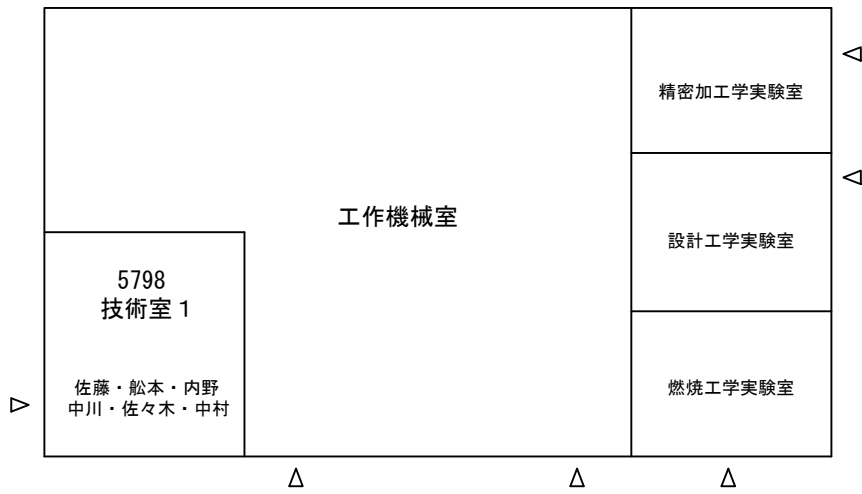 精密加工学実験室
工作機械室
設計工学実験室
5798
技術室１
佐藤・舩本・内野
中川・佐々木・中村
燃焼工学実験室